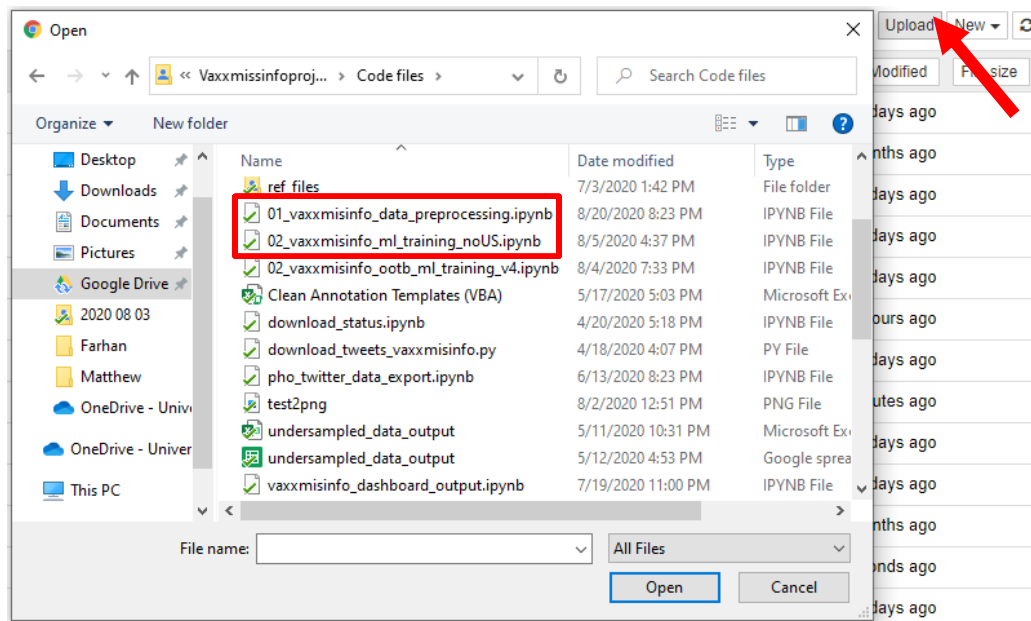 Open
Upload New
« Vaxxmissinfoproj... › Code files ›
Search Code files
Modified File size
Organize New folder
Name Date modified Type
Desktop
Downloads
Documents
Pictures
Google Drive
2020 08 03
Farhan
Matthew
OneDrive - Univ
OneDrive - Univer
This PC
ref_files 7/3/2020 1:42 PM File folder
01_vaxxmisinfo_data_preprocessing.ipynb 8/20/2020 8:23 PM IPYNB File
02_vaxxmisinfo_ml_training_noUS.ipynb 8/5/2020 4:37 PM IPYNB File
02_vaxxmisinfo_ootb_ml_training_v4.ipynb 8/4/2020 7:33 PM IPYNB File
Clean Annotation Templates (VBA) 5/17/2020 5:03 PM Microsoft Ex
download_status.ipynb 4/20/2020 5:18 PM IPYNB File
download_tweets_vaxxmisinfo.py 4/18/2020 4:07 PM PY File
pho_twitter_data_export.ipynb 6/13/2020 8:23 PM IPYNB File
test2png 8/2/2020 12:51 PM PNG File
undersampled_data_output 5/11/2020 10:31 PM Microsoft Ex
undersampled_data_output 5/12/2020 4:53 PM Google sprea
vaxxmisinfo_dashboard_output.ipynb 7/19/2020 11:00 PM IPYNB File
days ago
nths ago
days ago
days ago
days ago
ours ago
days ago
utes ago
days ago
days ago
nths ago
onds ago
days ago
File name: All Files
Open Cancel